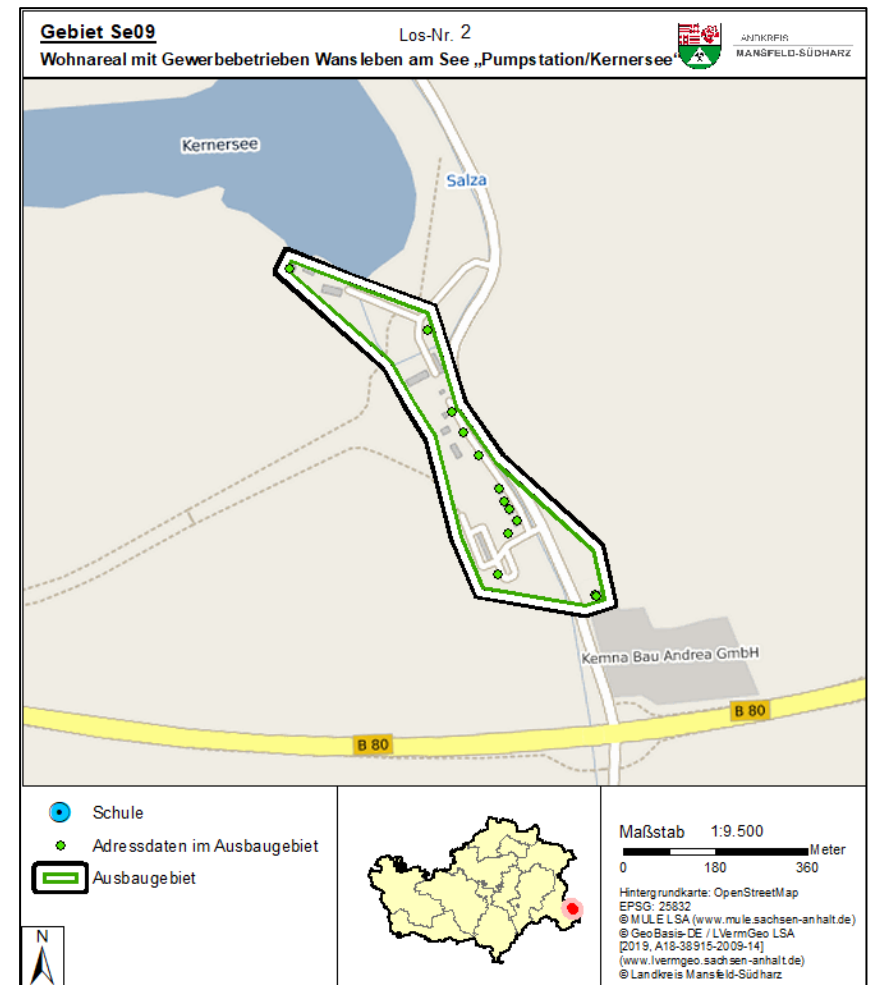 Gebiet Se09
Los-Nr. 2
Wohnareal mit Gewerbebetrieben Wansleben am See „Pumpstation/Kernersee“
ANDKREIS
MANSFELD-SÜDHARZ
Kernersee
Salza
Kemna Bau Andrea GmbH
B 80
B 80
Schule
Adressdaten im Ausbaugebiet
Ausbaugebiet
N
Maßstab 1:9.500
Meter
0 180 360
Hintergrundkarte: OpenStreetMap
EPSG: 25832
© MULE LSA (www.mule.sachsen-anhalt.de)
© GeoBasis-DE / LVermGeo LSA
[2019, A18-38915-2009-14]
(www.lvermgeo.sachsen-anhalt.de)
© Landkreis Mansfeld-Südharz